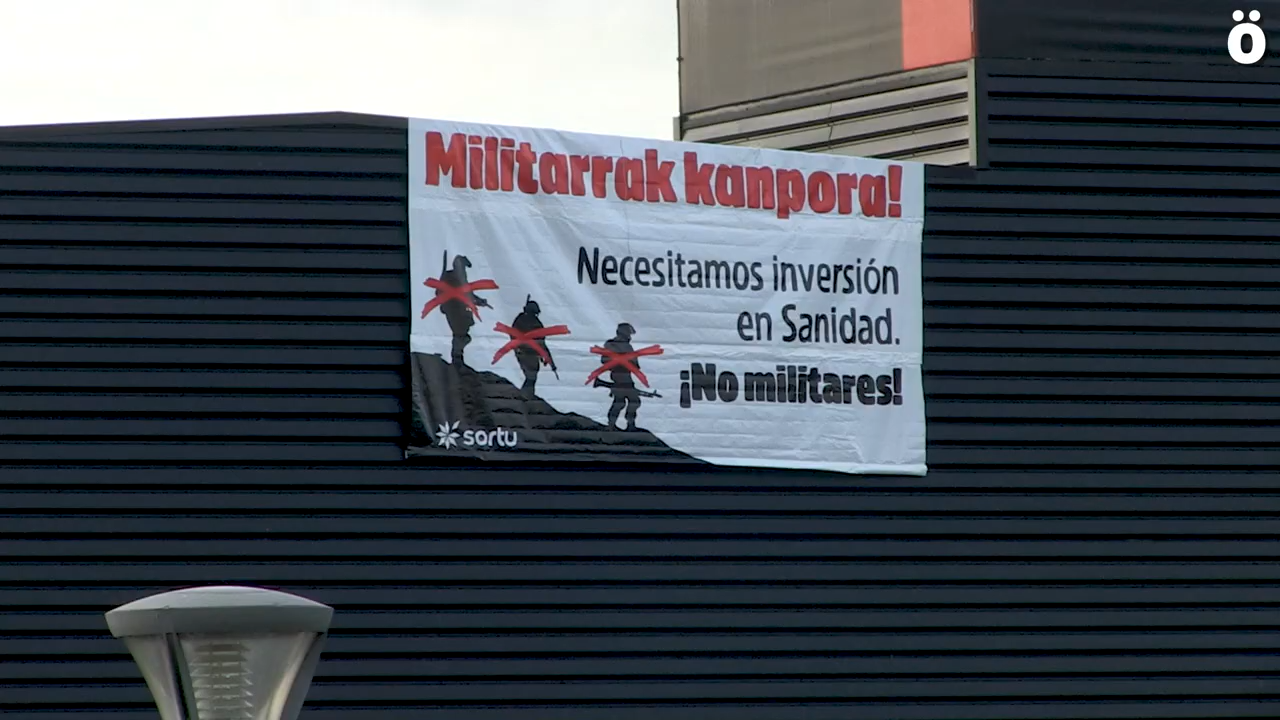 ö
Militarrak kanpora!
Necesitamos inversión
en Sanidad.
¡No militares!
sortu